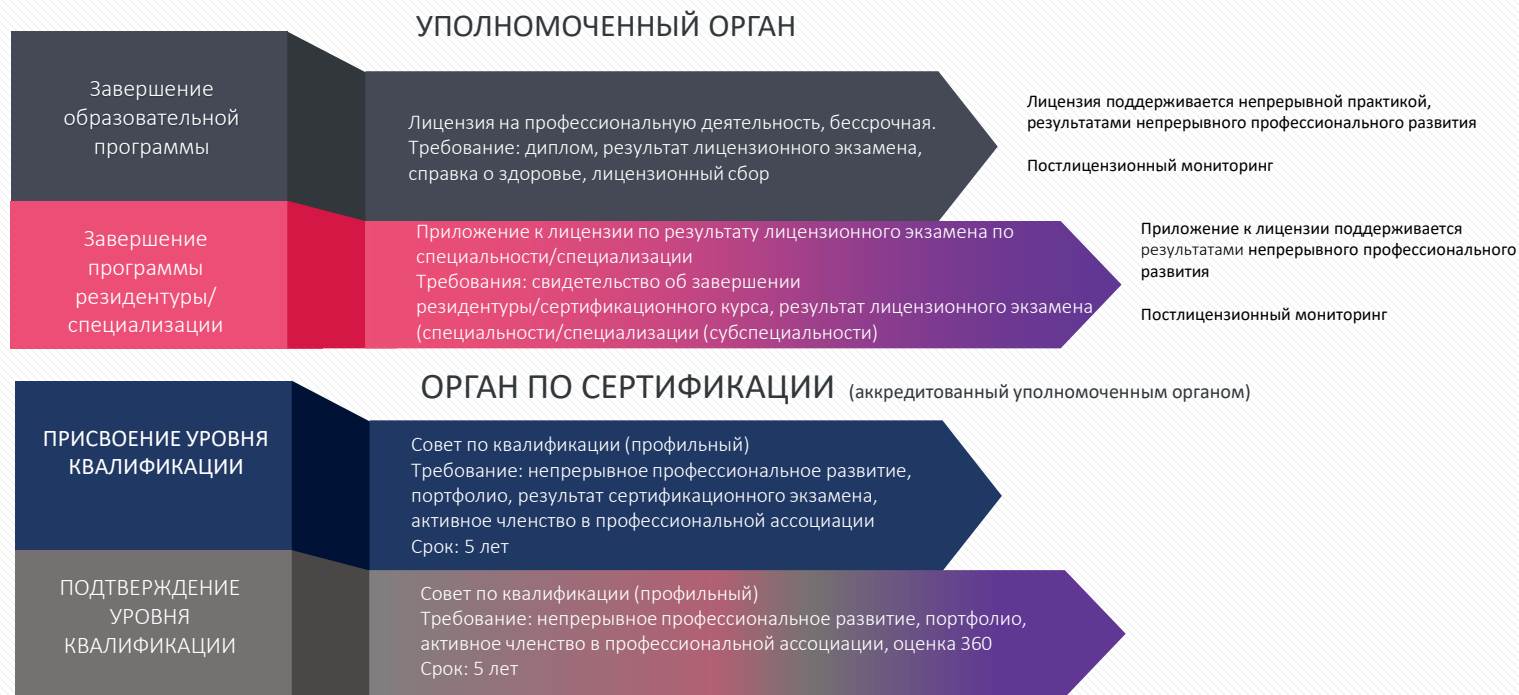 УПОЛНОМОЧЕННЫЙ ОРГАН
Завершение
образовательной
программы
Лицензия на профессиональную деятельность, бессрочная.
Требование: диплом, результат лицензионного экзамена,
справка о здоровье, лицензионный сбор
Лицензия поддерживается непрерывной практикой,
результатами непрерывного профессионального развития
Постлицензионный мониторинг
Завершение
программы
резидентуры/
специализации
Приложение к лицензии по результату лицензионного экзамена по
специальности/специализации
Требования: свидетельство об завершении
резидентуры/сертификационного курса, результат лицензионного экзамена
(специальности/специализации (субспециальности)
Приложение к лицензии поддерживается
результатами непрерывного профессионального
развития
Постлицензионный мониторинг
ОРГАН ПО СЕРТИФИКАЦИИ (аккредитованный уполномоченным органом)
ПРИСВОЕНИЕ УРОВНЯ
КВАЛИФИКАЦИИ
Совет по квалификации (профильный)
Требование: непрерывное профессиональное развитие,
портфолио, результат сертификационного экзамена,
активное членство в профессиональной ассоциации
Срок: 5 лет
ПОДТВЕРЖДЕНИЕ
УРОВНЯ
КВАЛИФИКАЦИИ
Совет по квалификации (профильный)
Требование: непрерывное профессиональное развитие, портфолио,
активное членство в профессиональной ассоциации, оценка 360
Срок: 5 лет